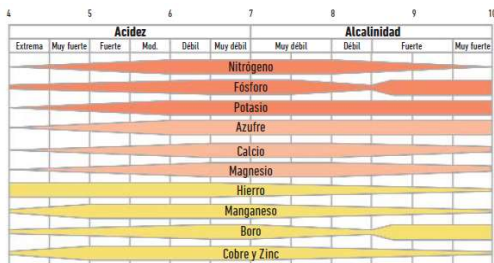 4 5 6 7 8 9 10
Acidez Alcalinidad
Extrema Muy fuerte Fuerte Mod. Débil Muy débil Muy débil Débil Fuerte Muy fuerte
Nitrógeno
Fósforo
Potasio
Azufre
Calcio
Magnesio
Hierro
Manganeso
Boro
Cobre y Zinc